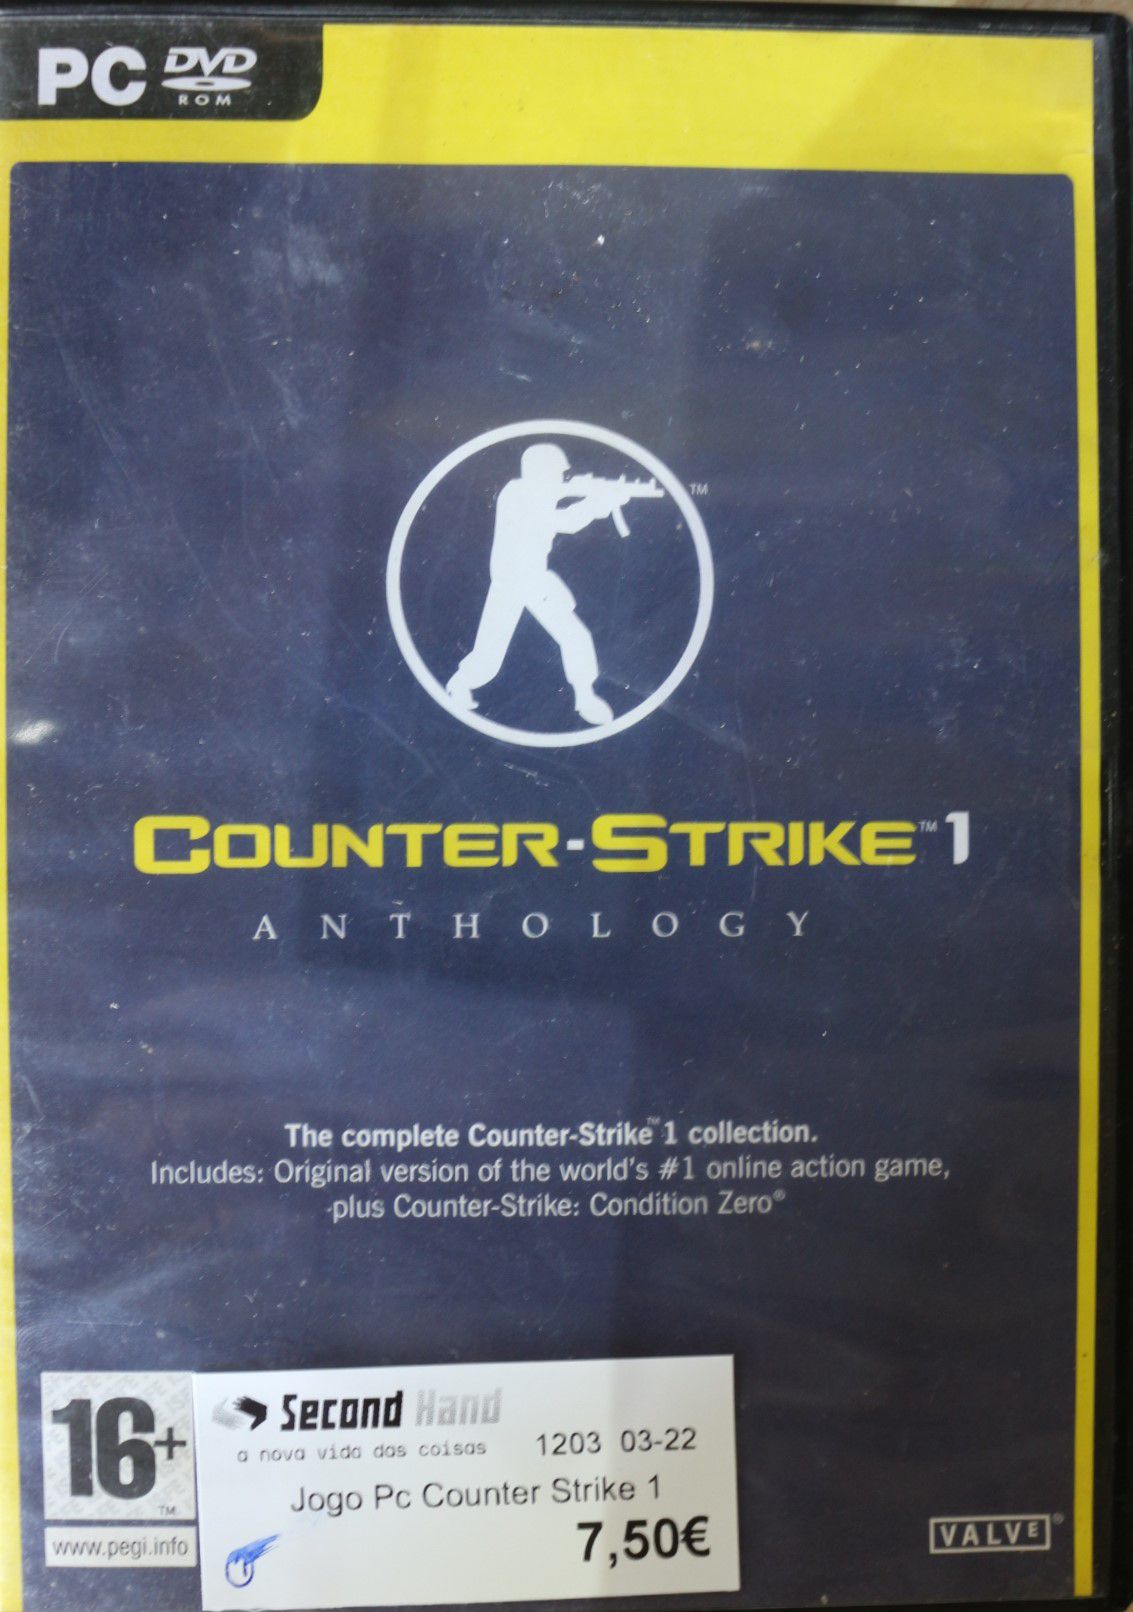 PC DVD
ROM
TM
COUNTER-STRIKE™ 1
ANTHOLOGY
The complete Counter-Strike™ 1 collection.
Includes: Original version of the world's #1 online action game,
plus Counter-Strike: Condition Zero®
16+
TM
www.pegi.info
Second Hand
a nova vida das coisas
1203 03-22
Jogo Pc Counter Strike 1
7,50€
VALVE®